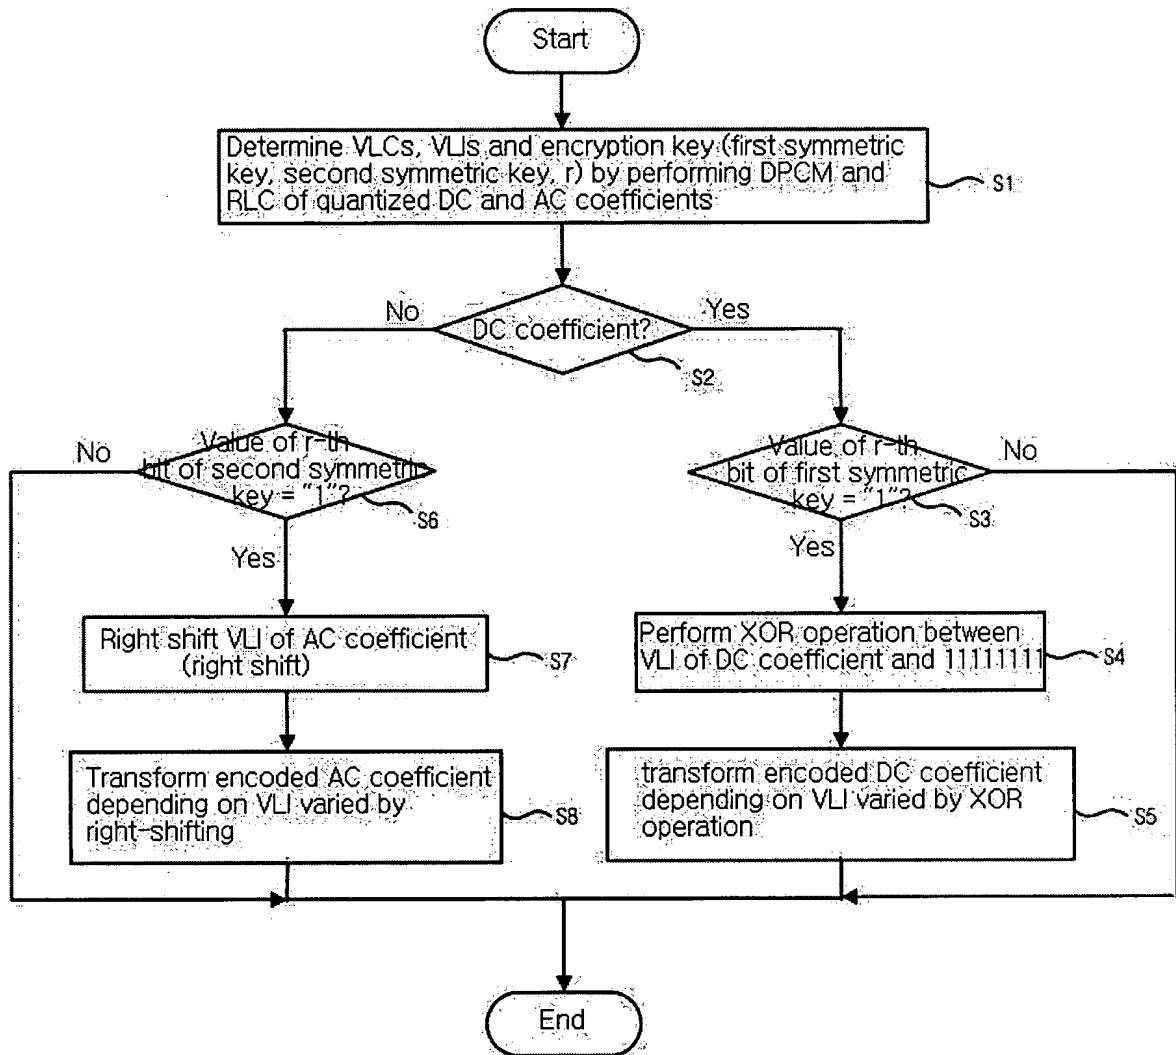 Start
Determine VLCs, VLIs and encryption key (first symmetric
key, second symmetric key, r) by performing DPCM and
RLC of quantized DC and AC coefficients
S1
No
DC coefficient?
Yes
S2
No
Value of r-th
bit of second symmetric
key = "1"?
S6
Yes
Value of r-th
bit of first symmetric
key = "1"?
No
S3
Yes
Right shift VLI of AC coefficient
(right shift)
S7
Perform XOR operation between
VLI of DC coefficient and 11111111
S4
Transform encoded AC coefficient
depending on VLI varied by
right-shifting
S8
transform encoded DC coefficient
depending on VLI varied by XOR
operation
S5
End